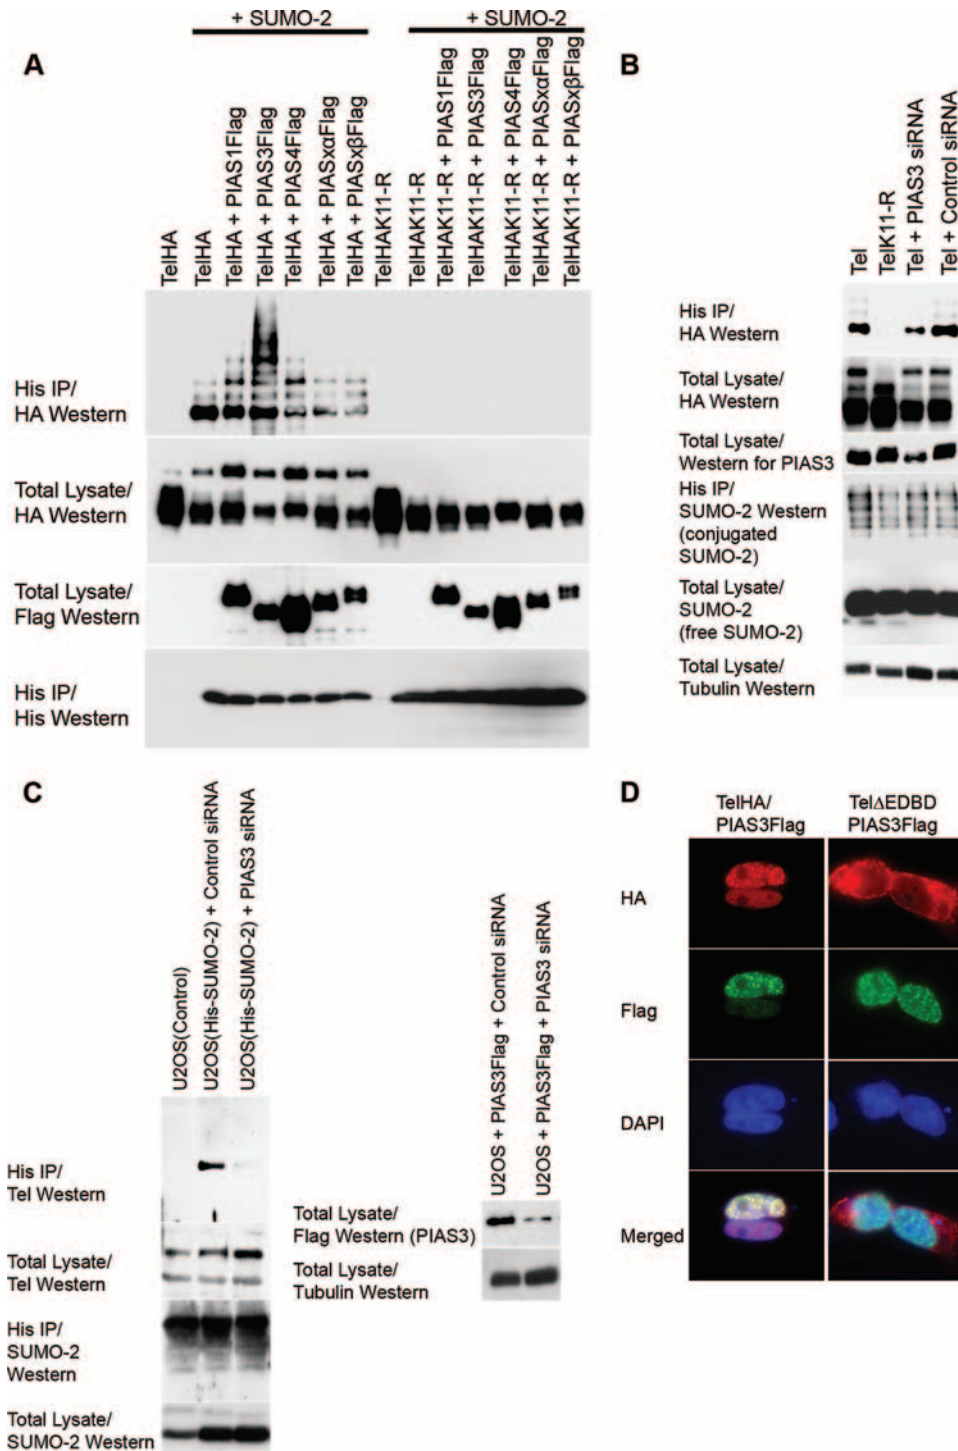 + SUMO-2
+ SUMO-2
A
TelHA
TelHA
TelHA + PIAS1Flag
TelHA + PIAS3Flag
TelHA + PIAS4Flag
TelHA + PIASxαFlag
TelHA + PIASxβFlag
TelHAK11-R
TelHAK11-R
TelHAK11-R + PIAS1Flag
TelHAK11-R + PIAS3Flag
TelHAK11-R + PIAS4Flag
TelHAK11-R + PIASxαFlag
TelHAK11-R + PIASxβFlag
His IP/
HA Western
Total Lysate/
HA Western
Total Lysate/
Flag Western
His IP/
His Western
B
Tel
TelK11-R
Tel + PIAS3 siRNA
Tel + Control siRNA
His IP/
HA Western
Total Lysate/
HA Western
Total Lysate/
Western for PIAS3
His IP/
SUMO-2 Western
(conjugated
SUMO-2)
Total Lysate/
SUMO-2
(free SUMO-2)
Total Lysate/
Tubulin Western
C
U2OS(Control)
U2OS(His-SUMO-2) + Control siRNA
U2OS(His-SUMO-2) + PIAS3 siRNA
His IP/
Tel Western
Total Lysate/
Tel Western
His IP/
SUMO-2
Western
Total Lysate/
SUMO-2 Western
U2OS + PIAS3Flag + Control siRNA
U2OS + PIAS3Flag + PIAS3 siRNA
Total Lysate/
Flag Western (PIAS3)
Total Lysate/
Tubulin Western
D
TelHA/
PIAS3Flag
TelΔEDBD
PIAS3Flag
HA
Flag
DAPI
Merged